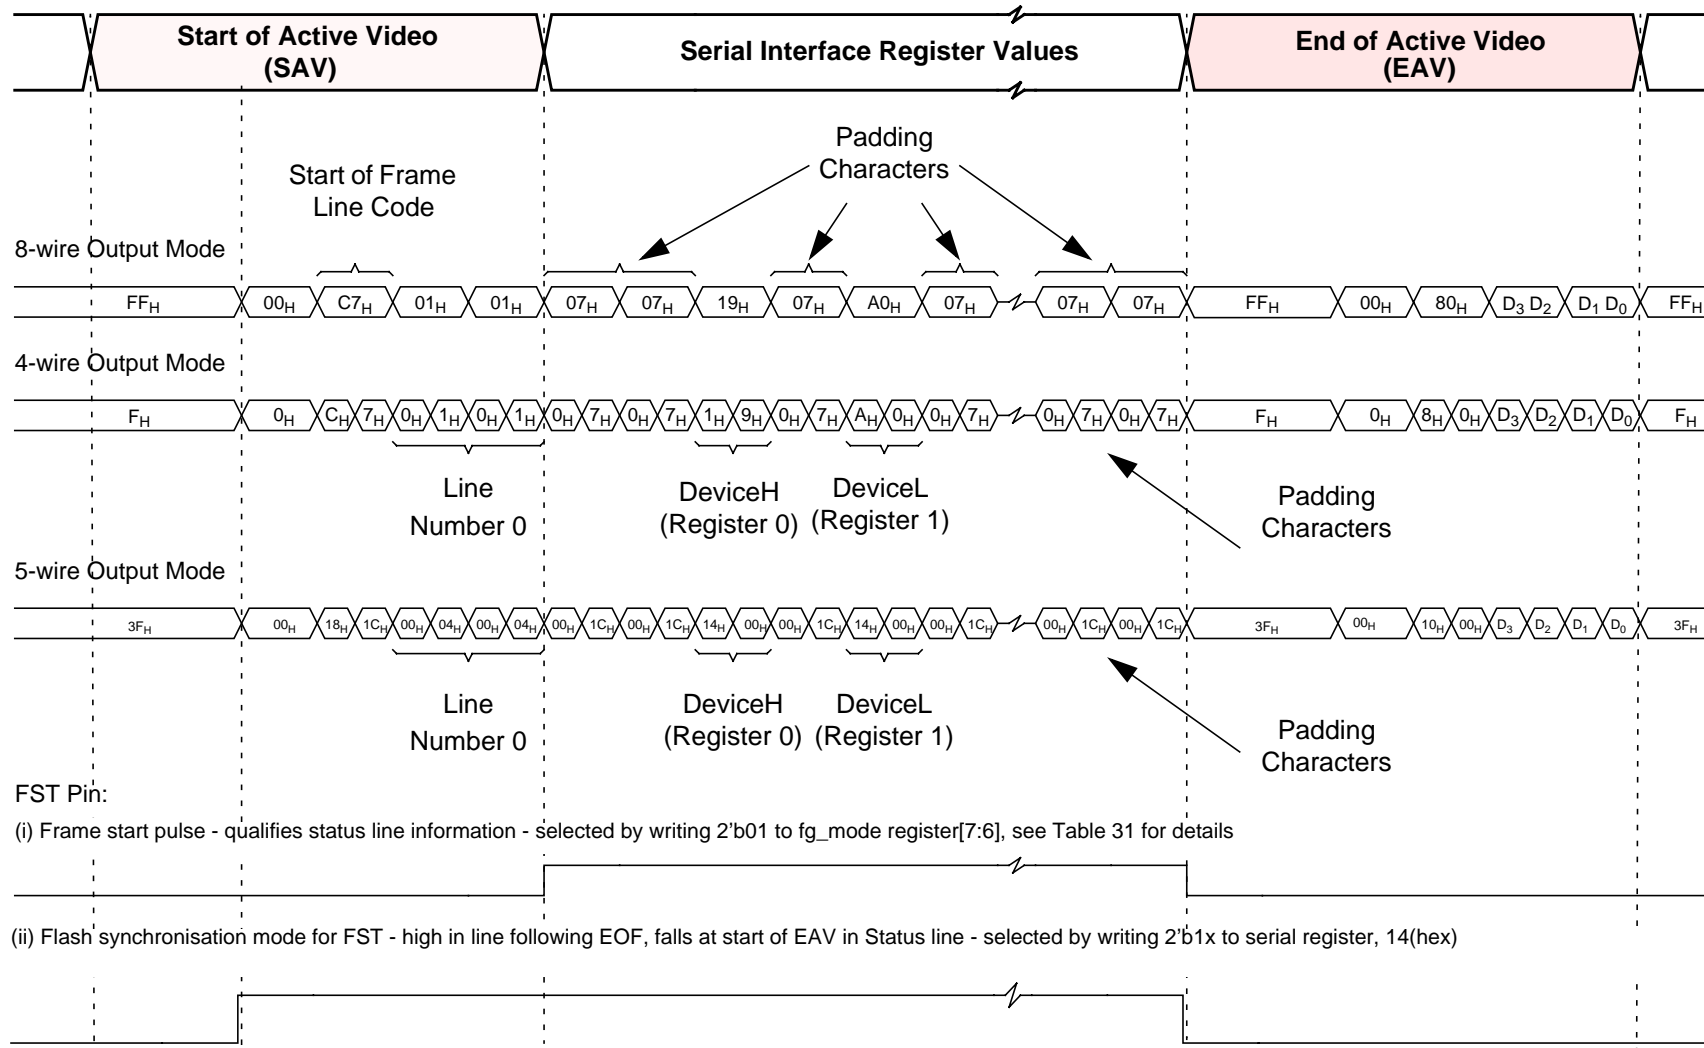 Start of Active Video
(SAV)
Serial Interface Register Values
End of Active Video
(EAV)
Padding
Characters
Start of Frame
Line Code
8-wire Output Mode
FFH 00H C7H 01H 01H 07H 07H 19H 07H A0H 07H 07H 07H FFH 00H 80H D3 D2 D1 D0 FFH
4-wire Output Mode
FH 0H CH 7H 0H 1H 0H 1H 0H 7H 0H 7H 1H 9H 0H 7H AH 0H 0H 7H 0H 7H 0H 7H FH 0H 8H 0H D3 D2 D1 D0 FH
Line
Number 0
DeviceH
(Register 0)
DeviceL
(Register 1)
Padding
Characters
5-wire Output Mode
3FH 00H 18H 1CH 00H 04H 00H 04H 00H 1CH 00H 1CH 14H 00H 00H 1CH 14H 00H 00H 1CH 00H 1CH 00H 1CH 3FH 00H 10H 00H D3 D2 D1 D0 3FH
Line
Number 0
DeviceH
(Register 0)
DeviceL
(Register 1)
Padding
Characters
FST Pin:
(i) Frame start pulse - qualifies status line information - selected by writing 2'b01 to fg_mode register[7:6], see Table 31 for details
(ii) Flash synchronisation mode for FST - high in line following EOF, falls at start of EAV in Status line - selected by writing 2'b1x to serial register, 14(hex)